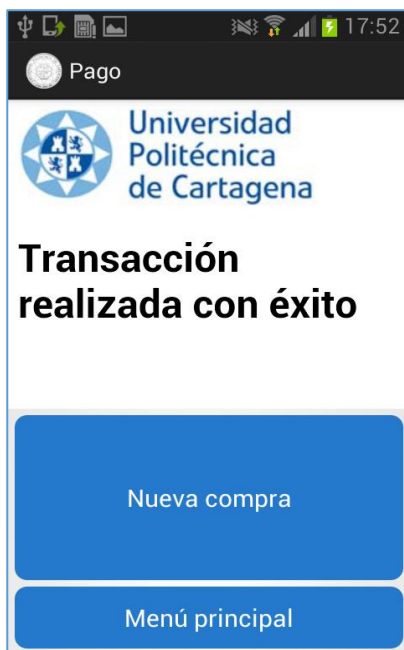 17:52
Pago
Universidad
Politécnica
de Cartagena
Transacción
realizada con éxito
Nueva compra
Menú principal